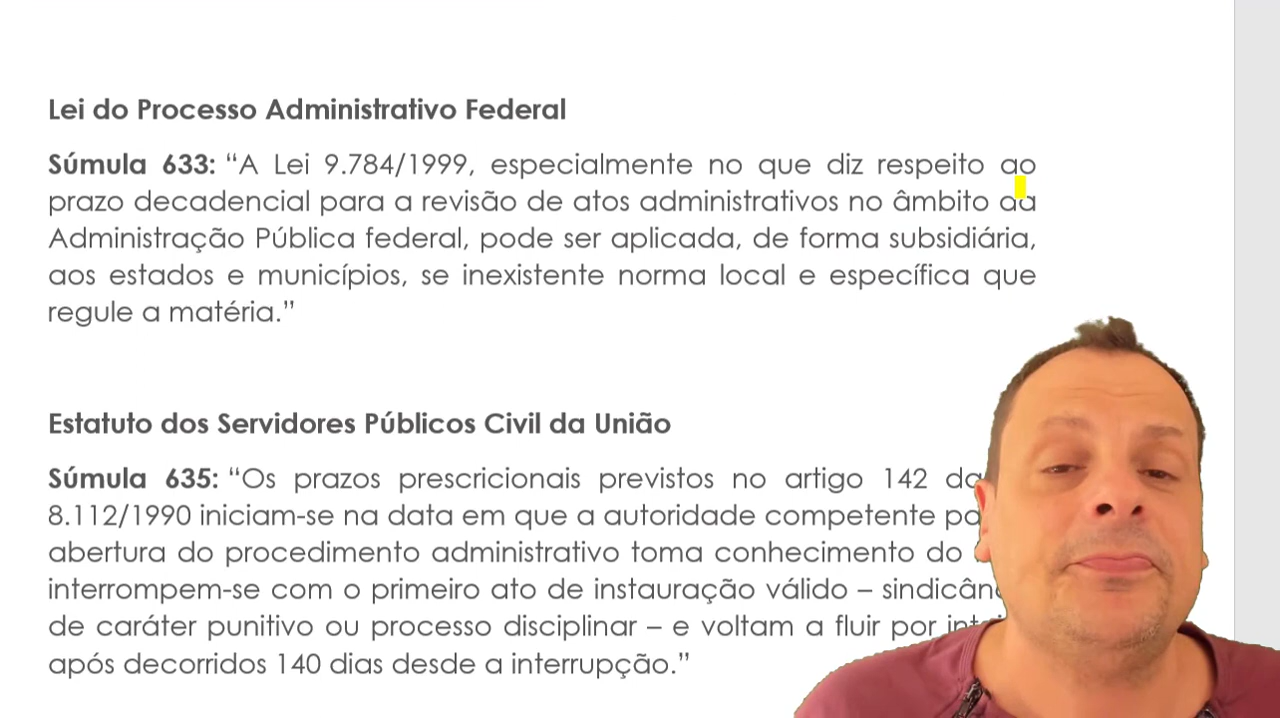 Lei do Processo Administrativo Federal
Súmula 633: “A Lei 9.784/1999, especialmente no que diz respeito ao
prazo decadencial para a revisão de atos administrativos no âmbito da
Administração Pública federal, pode ser aplicada, de forma subsidiária,
aos estados e municípios, se inexistente norma local e específica que
regule a matéria.”
Estatuto dos Servidores Públicos Civil da União
Súmula 635: “Os prazos prescricionais previstos no artigo 142
8.112/1990 iniciam-se na data em que a autoridade competente
abertura do procedimento administrativo toma conhecimento do
interrompem-se com o primeiro ato de instauração válido –
de caráter punitivo ou processo disciplinar – e voltam a fluir por
após decorridos 140 dias desde a interrupção.”